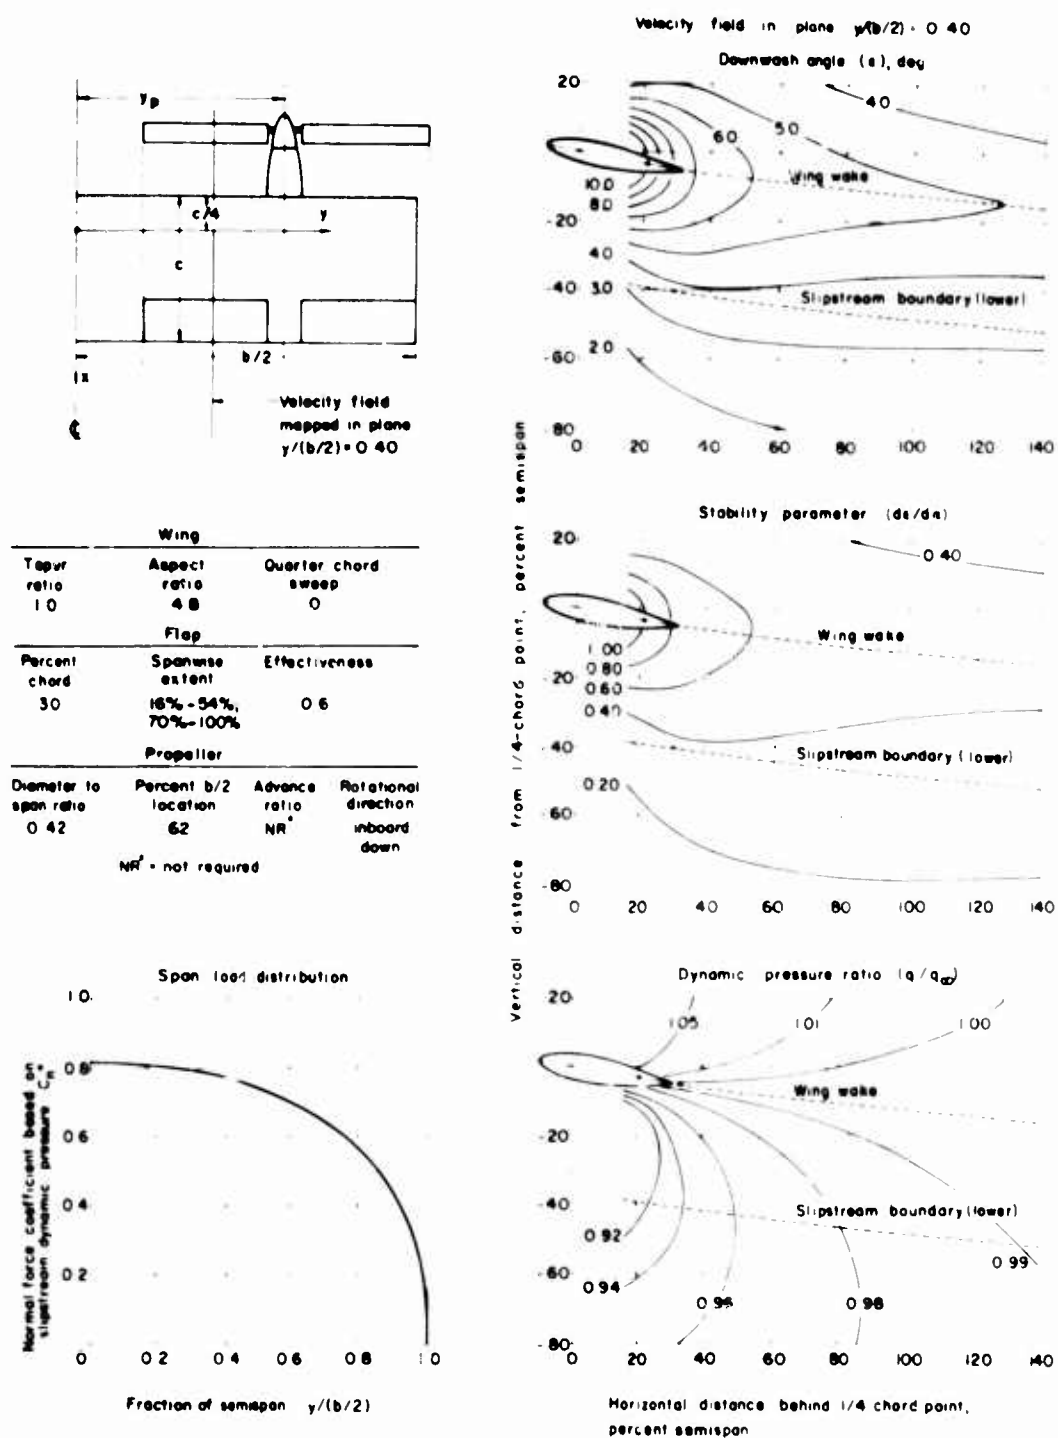 Velocity field in plane y/(b/2) = 0.40
Downwash angle (ε), deg
20
40
-20
-40
-60
-80
4.0
5.0
6.0
10.0
8.0
4.0
3.0
2.0
Wing wake
Slipstream boundary (lower)
0 20 40 60 80 100 120 140
yp
c/4
y
c
b/2
x
℄
Velocity field
mapped in plane
y/(b/2) = 0.40
Wing
Taper ratio
Aspect ratio
Quarter chord sweep
1.0
4.8
0
Flap
Percent chord
Spanwise extent
Effectiveness
30
16% - 54%,
70% - 100%
0.6
Propeller
Diameter to span ratio
Percent b/2 location
Advance ratio
Rotational direction
0.42
62
NR*
inboard down
NR* = not required
Vertical distance from 1/4-chord point, percent semispan
Stability parameter (dε/dα)
20
-20
-40
-60
-80
0.40
1.00
0.80
0.60
0.40
0.20
Wing wake
Slipstream boundary (lower)
0 20 40 60 80 100 120 140
Span load distribution
1.0
0.8
0.6
0.4
0.2
0 0.2 0.4 0.6 0.8 1.0
Normal force coefficient based on
slipstream dynamic pressure
Fraction of semispan y/(b/2)
Dynamic pressure ratio (q/q∞)
20
-20
-40
-60
-80
1.05
1.01
1.00
0.92
0.94
0.96
0.98
0.99
Wing wake
Slipstream boundary (lower)
0 20 40 60 80 100 120 140
Horizontal distance behind 1/4 chord point,
percent semispan